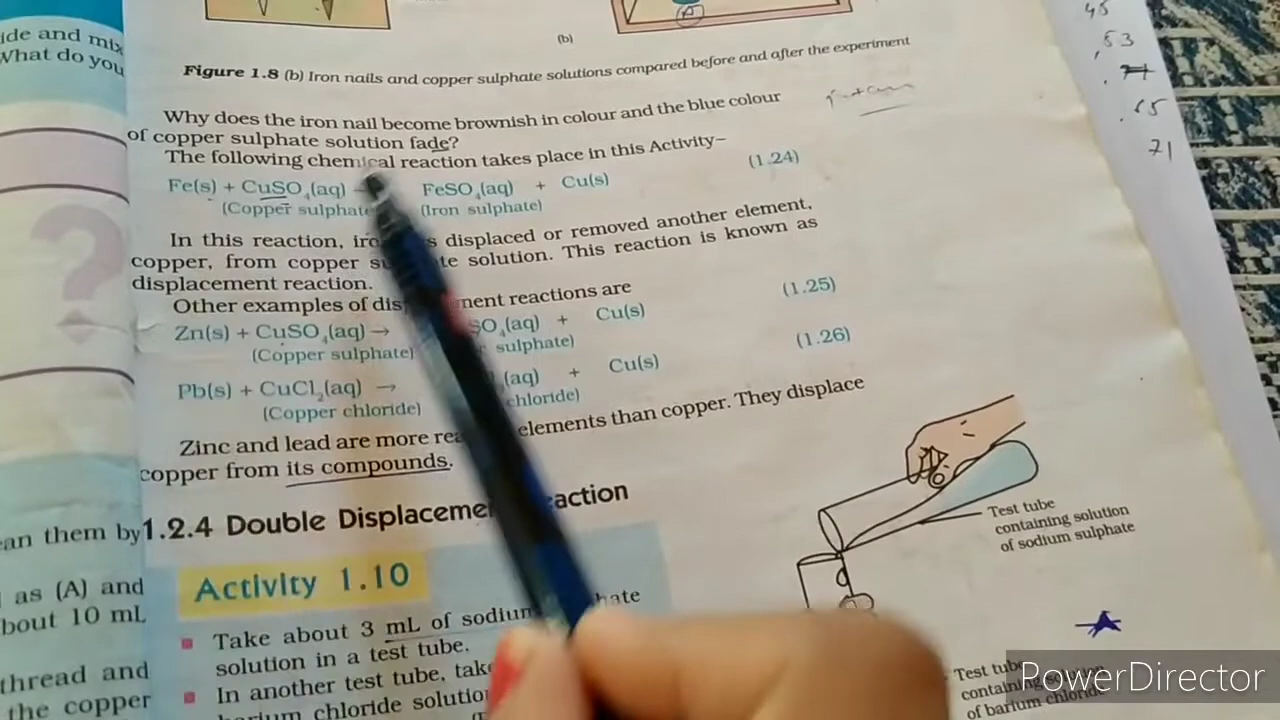 ide and mix
What do you
(b)
Figure 1.8 (b) Iron nails and copper sulphate solutions compared before and after the experiment
Why does the iron nail become brownish in colour and the blue colour
of copper sulphate solution fade?
The following chemical reaction takes place in this Activity–
Fe(s) + CuSO₄(aq) FeSO₄(aq) + Cu(s) (1.24)
(Copper sulphate) (Iron sulphate)
In this reaction, displaced or removed another element,
copper, from copper solution. This reaction is known as
displacement reaction.
Other examples of reactions are
Zn(s) + CuSO₄(aq) → SO₄(aq) + Cu(s) (1.25)
(Copper sulphate) sulphate)
Pb(s) + CuCl₂(aq) → (aq) + Cu(s) (1.26)
(Copper chloride) chloride)
Zinc and lead are more elements than copper. They displace
copper from its compounds.
an them by
as (A) and
bout 10 mL
thread and
the copper
1.2.4 Double Displacement
Activity 1.10
Take about 3 mL of sodium
solution in a test tube.
In another test tube, take
barium chloride
Test tube
containing solution
of sodium sulphate
Test tube
containing solution
of barium chloride
45
53
65
71
PowerDirector